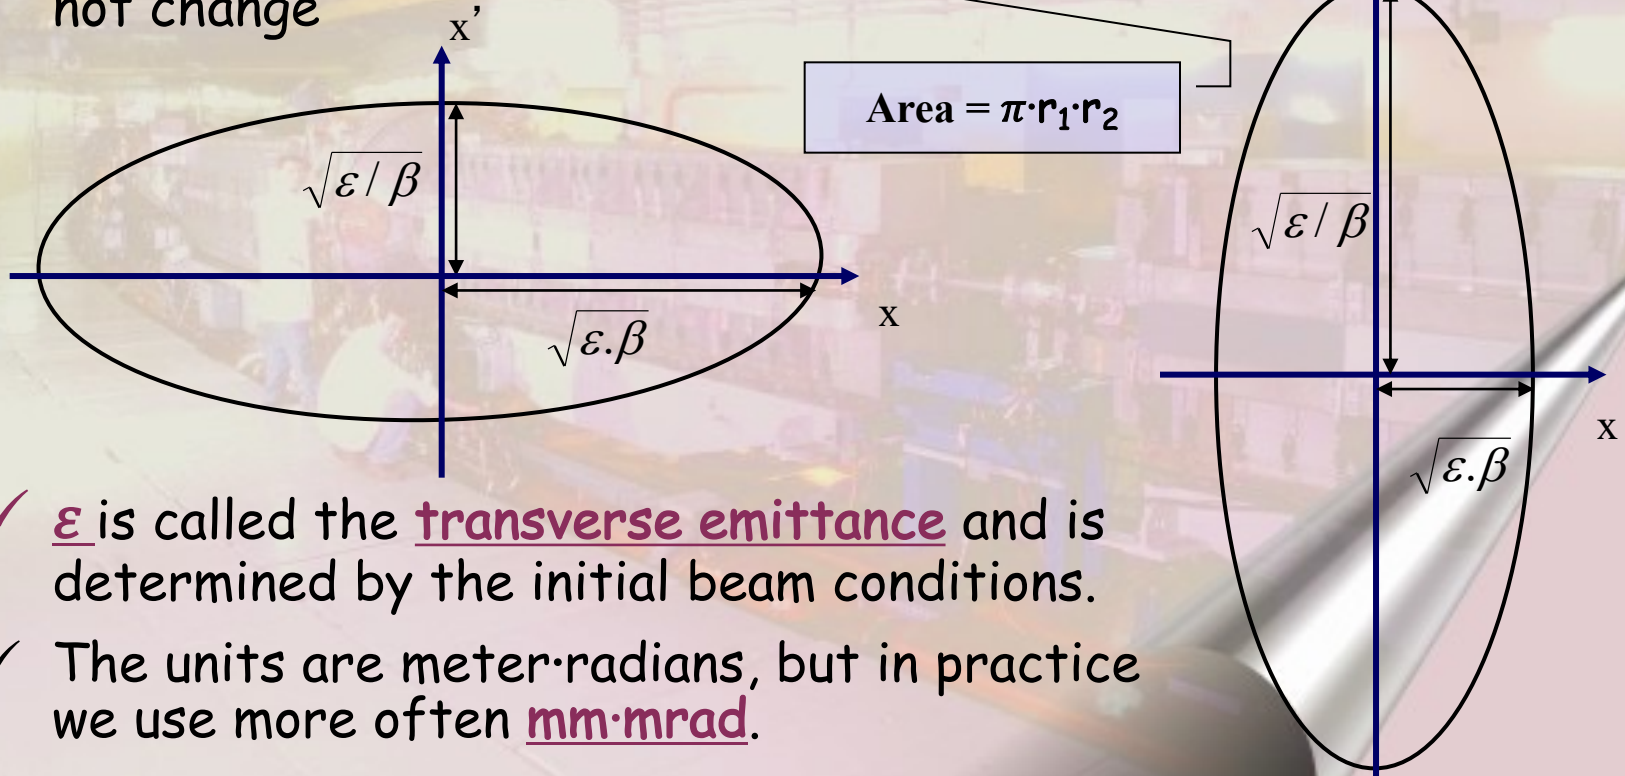 not change
x’
Area = π·r₁·r₂
√ε / β
√ε / β
x
√ε.β
x
√ε.β
ε is called the transverse emittance and is
determined by the initial beam conditions.
The units are meter·radians, but in practice
we use more often mm·mrad.